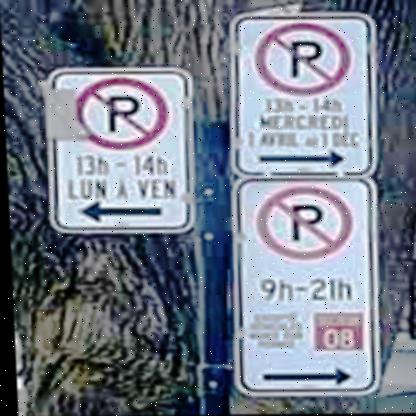 P
13h - 14h
LUN À VEN
P
13h - 14h
MERCREDI
1 AVRIL au 1 DEC
P
9h-21h
08